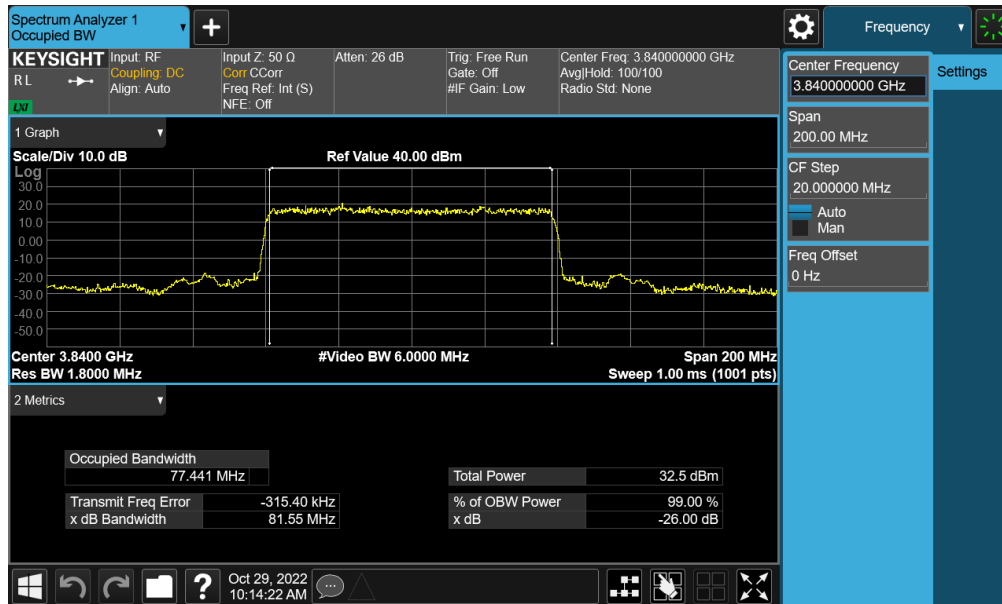 Spectrum Analyzer 1
Occupied BW
Frequency
KEYSIGHT
R L
LXI
Input: RF
Coupling: DC
Align: Auto
Input Z: 50 Ω
Corr CCorr
Freq Ref: Int (S)
NFE: Off
Atten: 26 dB
Trig: Free Run
Gate: Off
#IF Gain: Low
Center Freq: 3.840000000 GHz
Avg|Hold: 100/100
Radio Std: None
1 Graph
Scale/Div 10.0 dB
Ref Value 40.00 dBm
Log
30.0
20.0
10.0
0.00
-10.0
-20.0
-30.0
-40.0
-50.0
Center 3.8400 GHz
#Video BW 6.0000 MHz
Span 200 MHz
Res BW 1.8000 MHz
Sweep 1.00 ms (1001 pts)
2 Metrics
Occupied Bandwidth
77.441 MHz
Total Power 32.5 dBm
Transmit Freq Error -315.40 kHz
% of OBW Power 99.00 %
x dB Bandwidth 81.55 MHz
x dB -26.00 dB
Center Frequency
3.840000000 GHz
Settings
Span
200.00 MHz
CF Step
20.000000 MHz
Auto
Man
Freq Offset
0 Hz
?
Oct 29, 2022
10:14:22 AM